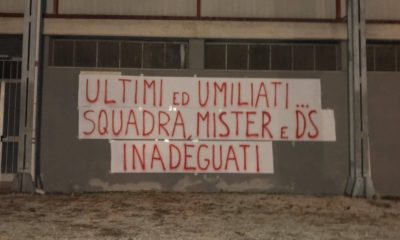 ULTIMI ED UMILIATI...
SQUADRA, MISTER E DS
INADEGUATI